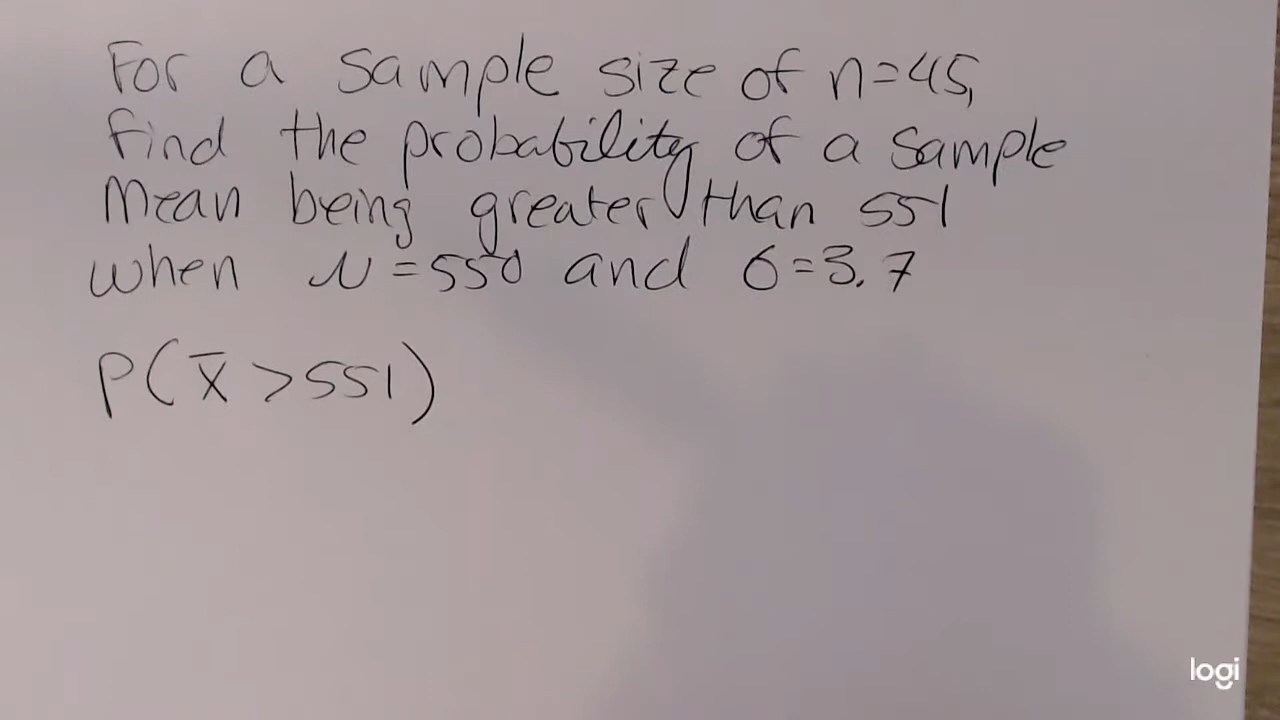 For a sample size of n=45,
find the probability of a sample
mean being greater than 551
when μ=550 and σ=3.7
P(x̄>551)
logi